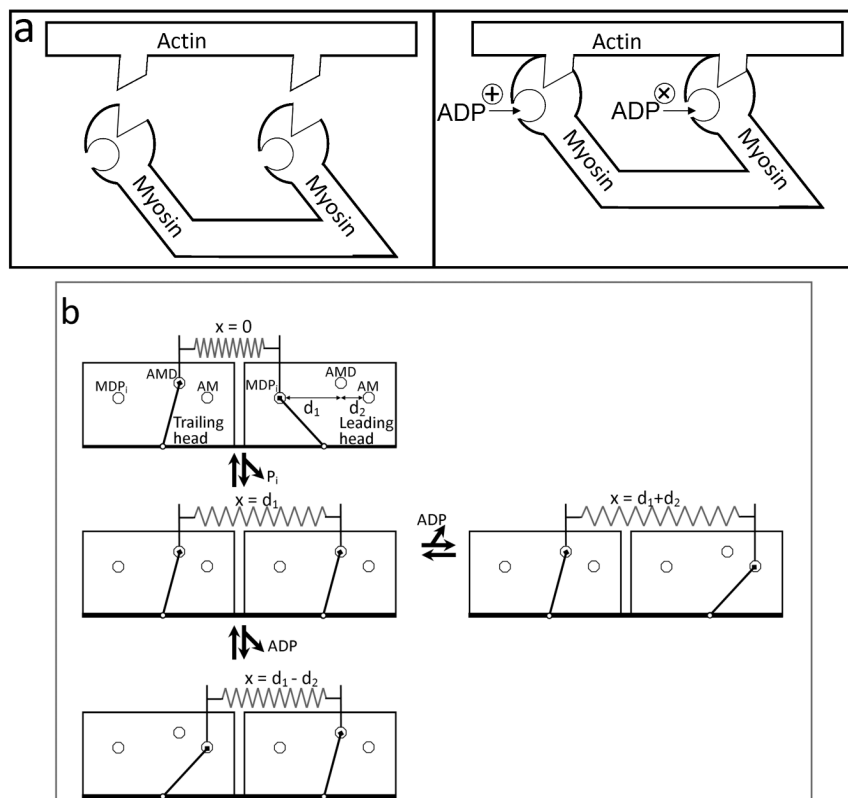 a
Actin
Myosin
Myosin
Actin
ADP
ADP
Myosin
Myosin
b
x = 0
MDPi
AMD
AM
Trailing
head
MDPi
AMD
AM
d1
d2
Leading
head
Pi
x = d1
ADP
x = d1+d2
ADP
x = d1 - d2